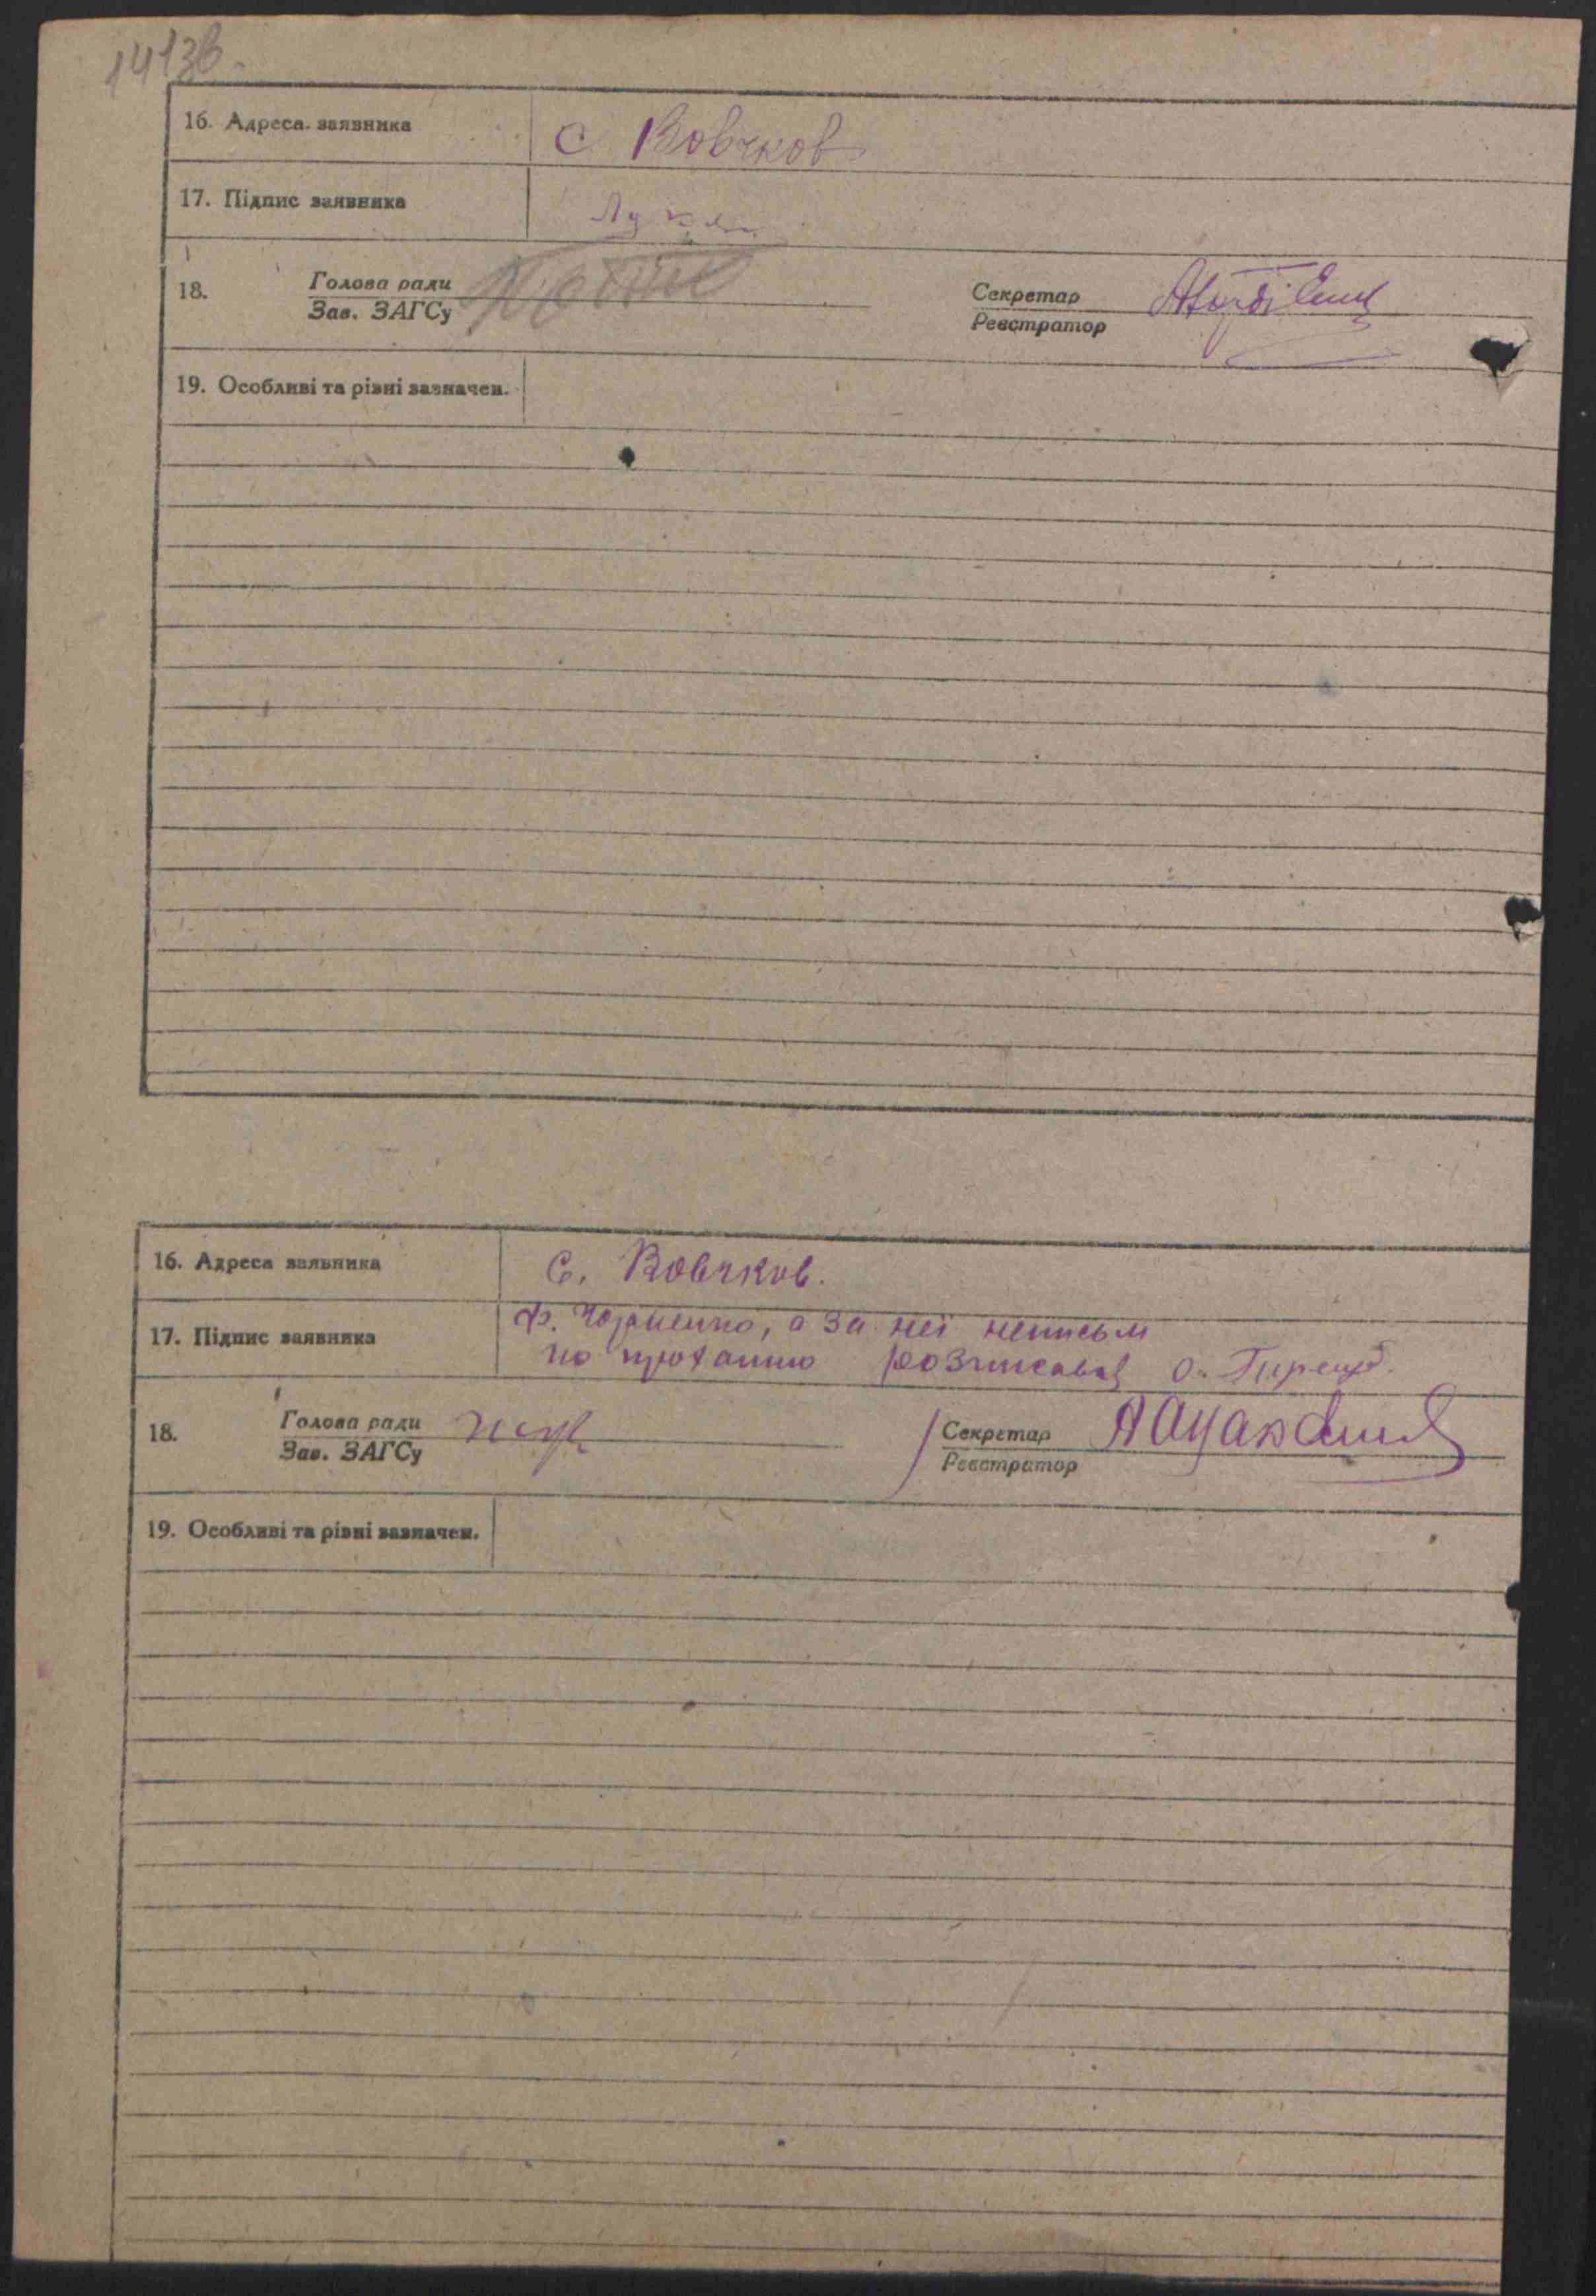 141зв.
16. Адреса заявника
С Вовчков
17. Підпис заявника
18.
Голова ради
Зав. ЗАГСу
Секретар
Реєстратор
19. Особливі та різні зазначен.
16. Адреса заявника
С. Вовчков.
17. Підпис заявника
а за неї неписьм
по проханню розписавсь О.
18.
Голова ради
Зав. ЗАГСу
Секретар
Реєстратор
19. Особливі та різні зазначен.